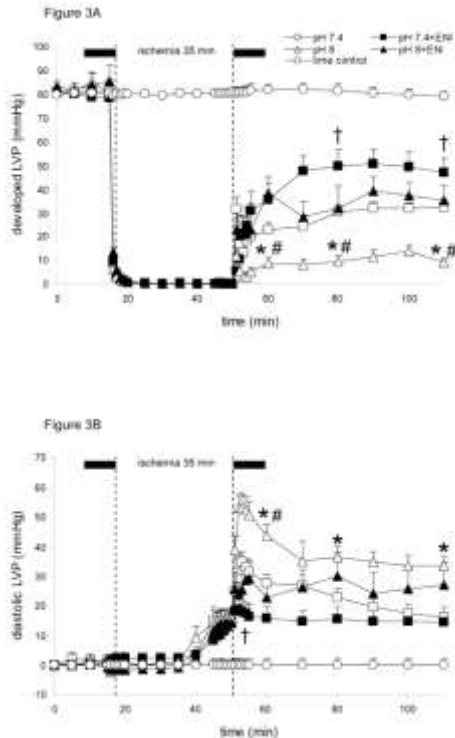 Figure 3A
pH 7.4
pH 7.4+ENI
pH 8
pH 8+ENI
time control
ischemia 35 min
developed LVP (mmHg)
100
90
80
70
60
50
40
30
20
10
0
† †
*# *# *#
0 20 40 60 80 100
time (min)
Figure 3B
ischemia 35 min
diastolic LVP (mmHg)
70
60
50
40
30
20
10
0
-10
*# * *
†
20 40 60 80 100
time (min)